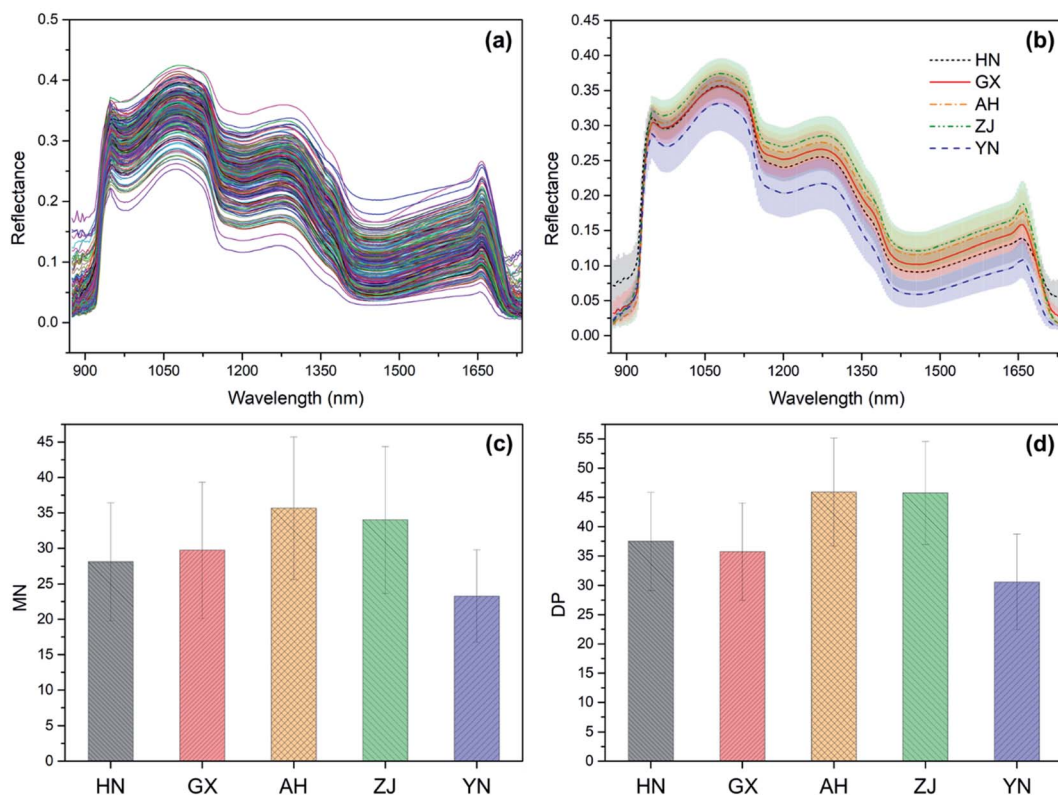 (a)
0.5
0.4
0.3
0.2
0.1
0.0
Reflectance
900 1050 1200 1350 1500 1650
Wavelength (nm)
(b)
HN
GX
AH
ZJ
YN
0.45
0.40
0.35
0.30
0.25
0.20
0.15
0.10
0.05
0.00
Reflectance
900 1050 1200 1350 1500 1650
Wavelength (nm)
(c)
45
40
35
30
25
20
15
10
5
0
MN
HN GX AH ZJ YN
(d)
55
50
45
40
35
30
25
20
15
10
5
0
DP
HN GX AH ZJ YN